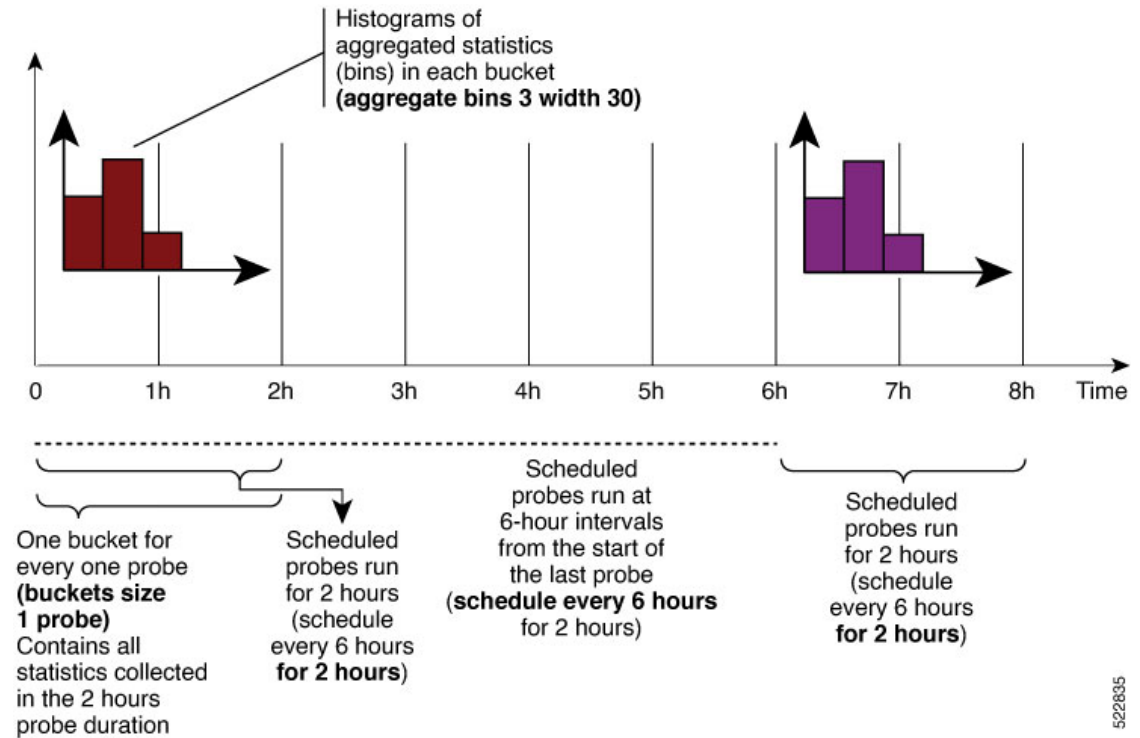 Histograms of
aggregated statistics
(bins) in each bucket
(aggregate bins 3 width 30)
0 1h 2h 3h 4h 5h 6h 7h 8h Time
One bucket for
every one probe
(buckets size
1 probe)
Contains all
statistics collected
in the 2 hours
probe duration
Scheduled
probes run
for 2 hours
(schedule
every 6 hours
for 2 hours)
Scheduled
probes run at
6-hour intervals
from the start of
the last probe
(schedule every 6 hours
for 2 hours)
Scheduled
probes run
for 2 hours
(schedule
every 6 hours
for 2 hours)
522835